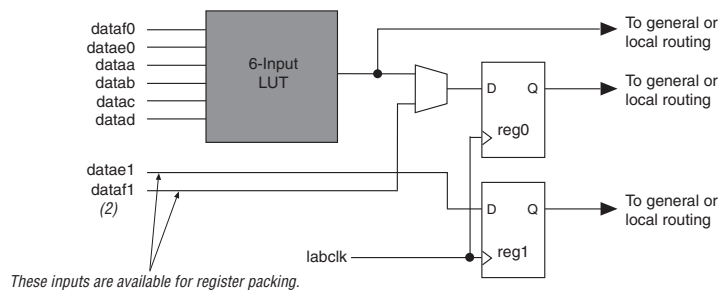 dataf0
datae0
dataa
datab
datac
datad
6-Input
LUT
To general or
local routing
D Q
reg0
To general or
local routing
datae1
dataf1
(2)
D Q
reg1
To general or
local routing
labclk
These inputs are available for register packing.